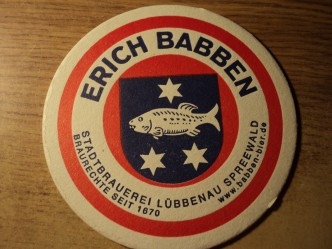 ERICH BABBEN
STADTBRAUEREI LÜBBENAU SPREEWALD
BRAURECHTE SEIT 1670
www.babben-bier.de